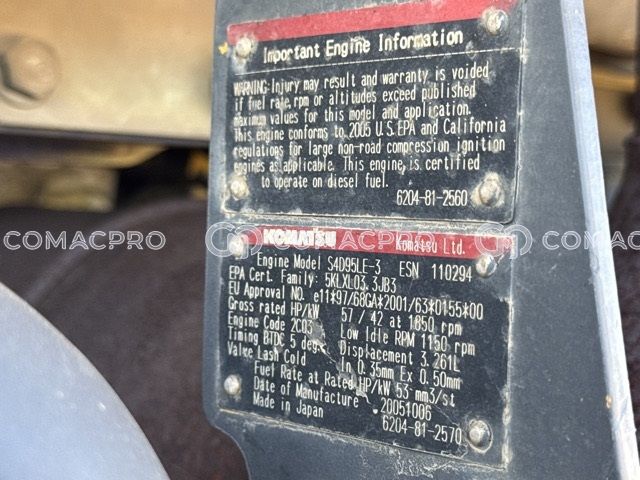 Important Engine Information
WARNING: Injury may result and warranty is voided
if fuel rate, rpm or altitudes exceed published
maximum values for this model and application.
This engine conforms to 2005 U.S. EPA and California
regulations for large non-road compression ignition
engines as applicable. This engine, is certified
to operate on diesel fuel.
6204-81-2560
COMACPRO COMACPRO COMACPRO
KOMATSU Komatsu Ltd.
Engine Model S4D95LE-3 ESN 110294
EPA Cert. Family: 5KLXL03.3JB3
EU Approval NO. e11*97/68GA*2001/63*0155*00
Gross rated HP/kW 57 / 42 at 1850 rpm
Engine Code 2C03 Low Idle RPM 1150 rpm
Timing BTDC 5 deg. Displacement 3.261L
Valve Lash Cold In 0.35mm Ex 0.50mm
Fuel Rate at Rated HP/kW 53 mm3/st
Date of Manufacture 20051006
Made in Japan 6204-81-2570